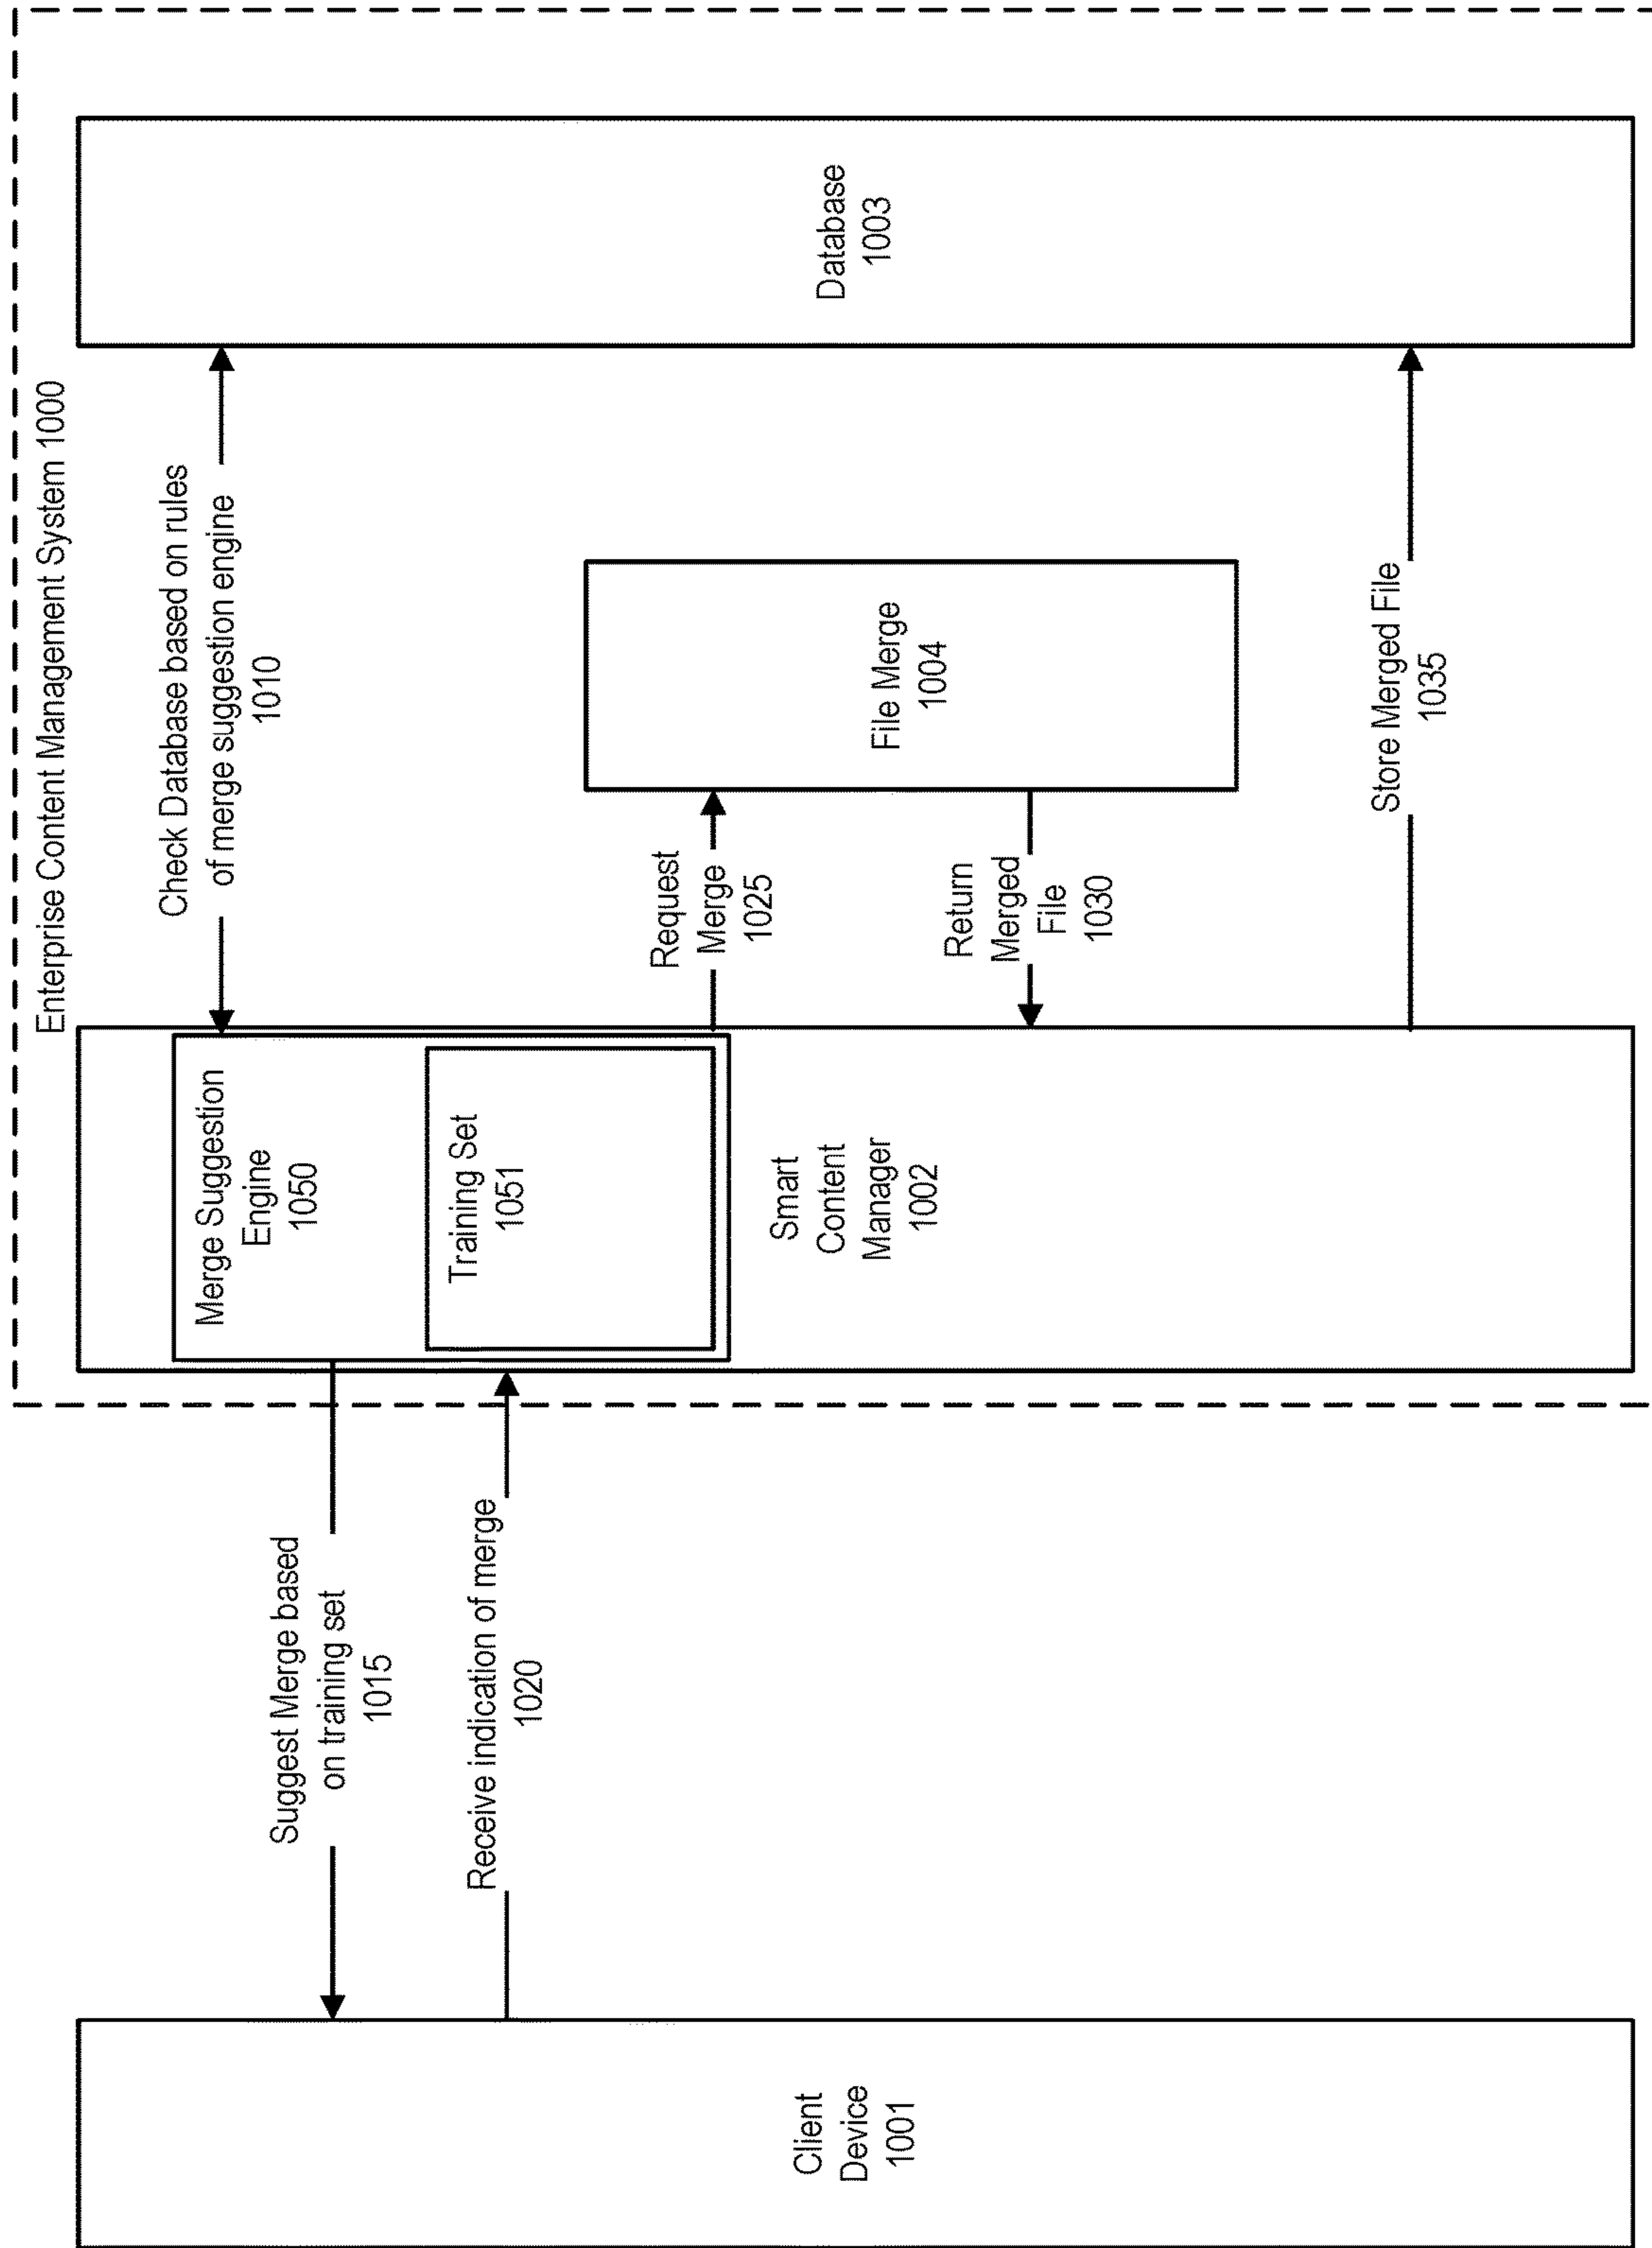 Enterprise Content Management System 1000
Client
Device
1001
Suggest Merge based
on training set
1015
Receive indication of merge
1020
Merge Suggestion
Engine
1050
Training Set
1051
Smart
Content
Manager
1002
Check Database based on rules
of merge suggestion engine
1010
Request
Merge
1025
Return
Merged
File
1030
File Merge
1004
Store Merged File
1035
Database
1003